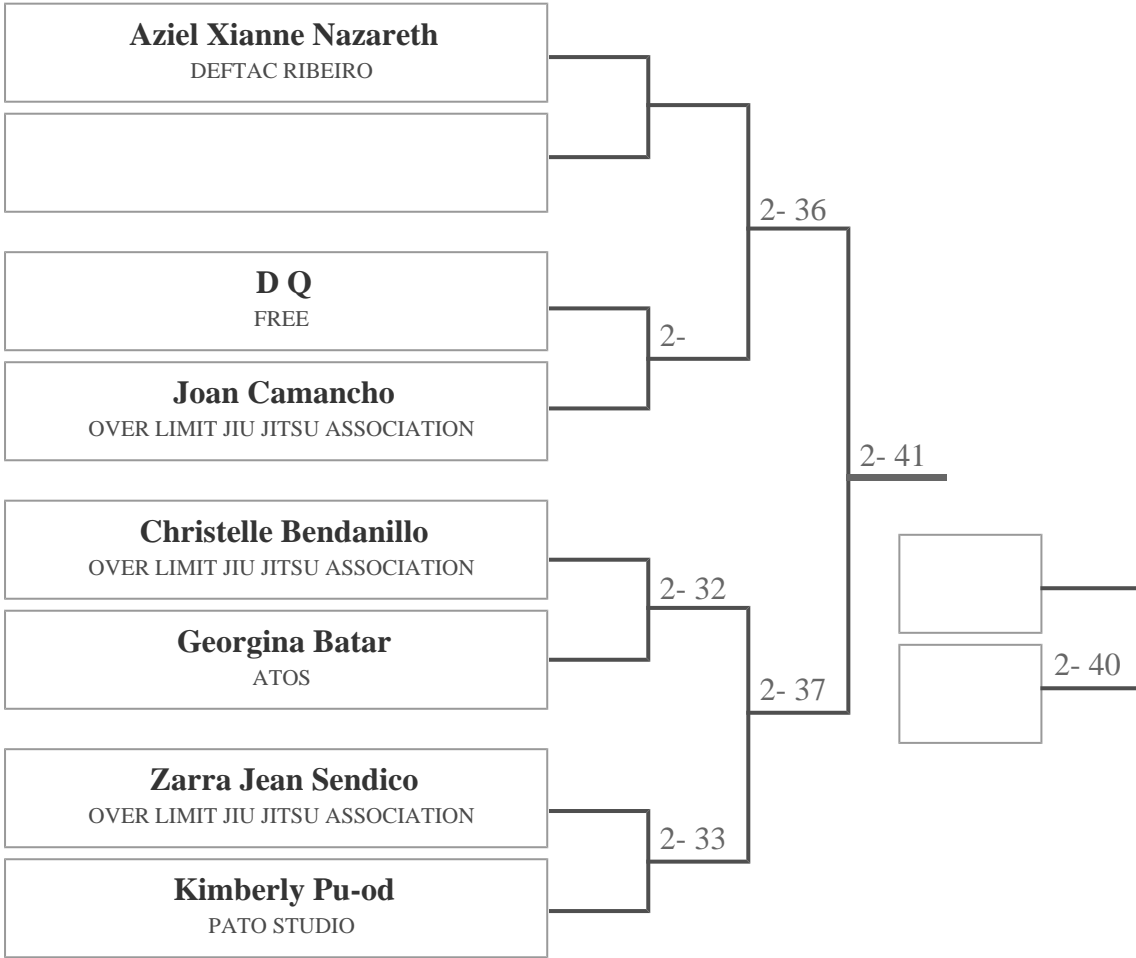 Aziel Xianne Nazareth
DEFTAC RIBEIRO
2- 36
D Q
FREE
2-
Joan Camancho
OVER LIMIT JIU JITSU ASSOCIATION
2- 41
Christelle Bendanillo
OVER LIMIT JIU JITSU ASSOCIATION
2- 32
Georgina Batar
ATOS
2- 40
2- 37
Zarra Jean Sendico
OVER LIMIT JIU JITSU ASSOCIATION
2- 33
Kimberly Pu-od
PATO STUDIO